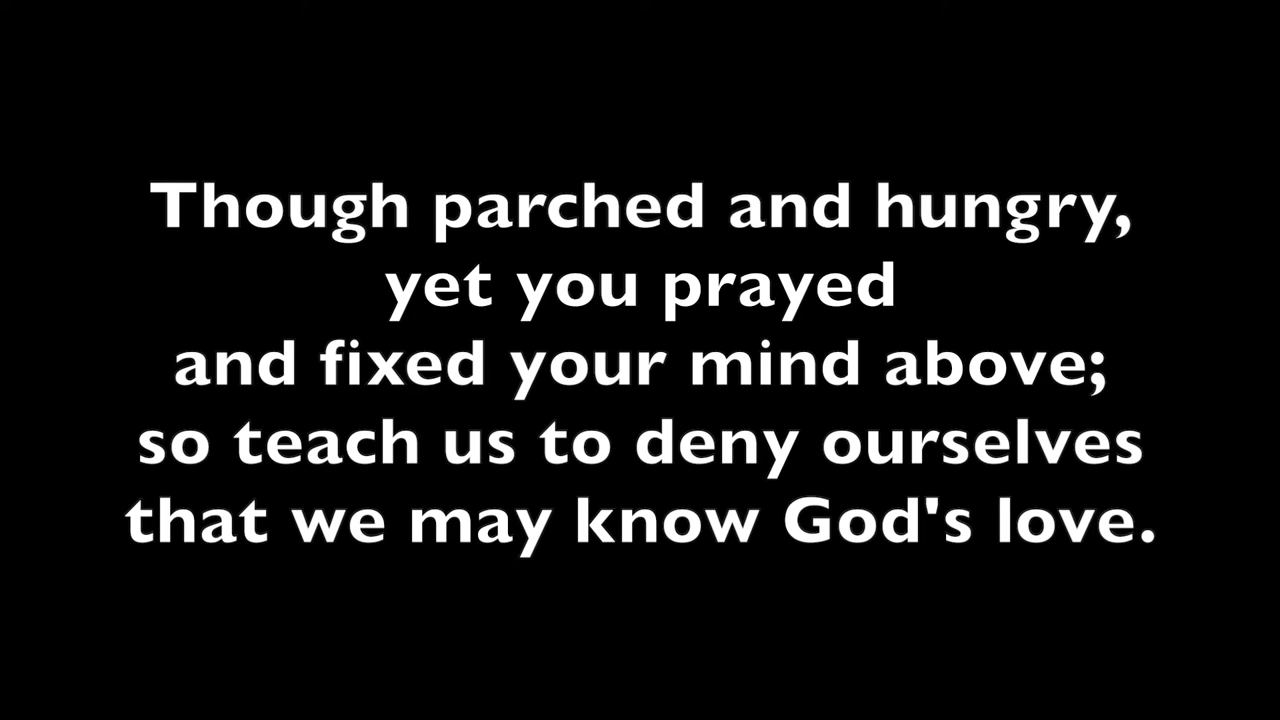 Though parched and hungry,
yet you prayed
and fixed your mind above;
so teach us to deny ourselves
that we may know God's love.